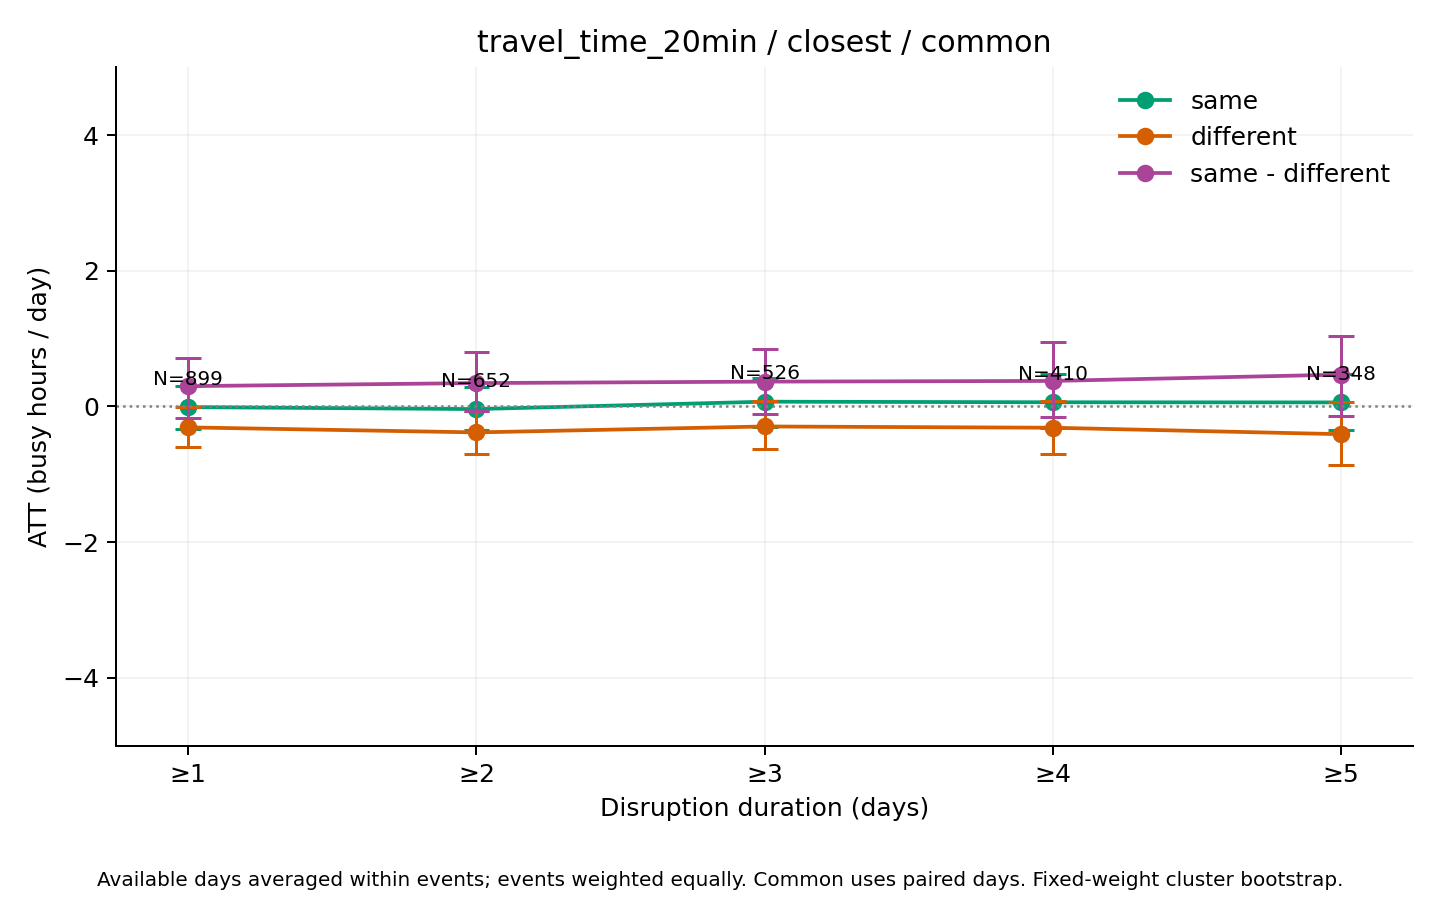 travel_time_20min / closest / common
same
different
same - different
ATT (busy hours / day)
4
2
0
−2
−4
N=899
N=652
N=526
N=410
N=348
≥1
≥2
≥3
≥4
≥5
Disruption duration (days)
Available days averaged within events; events weighted equally. Common uses paired days. Fixed-weight cluster bootstrap.